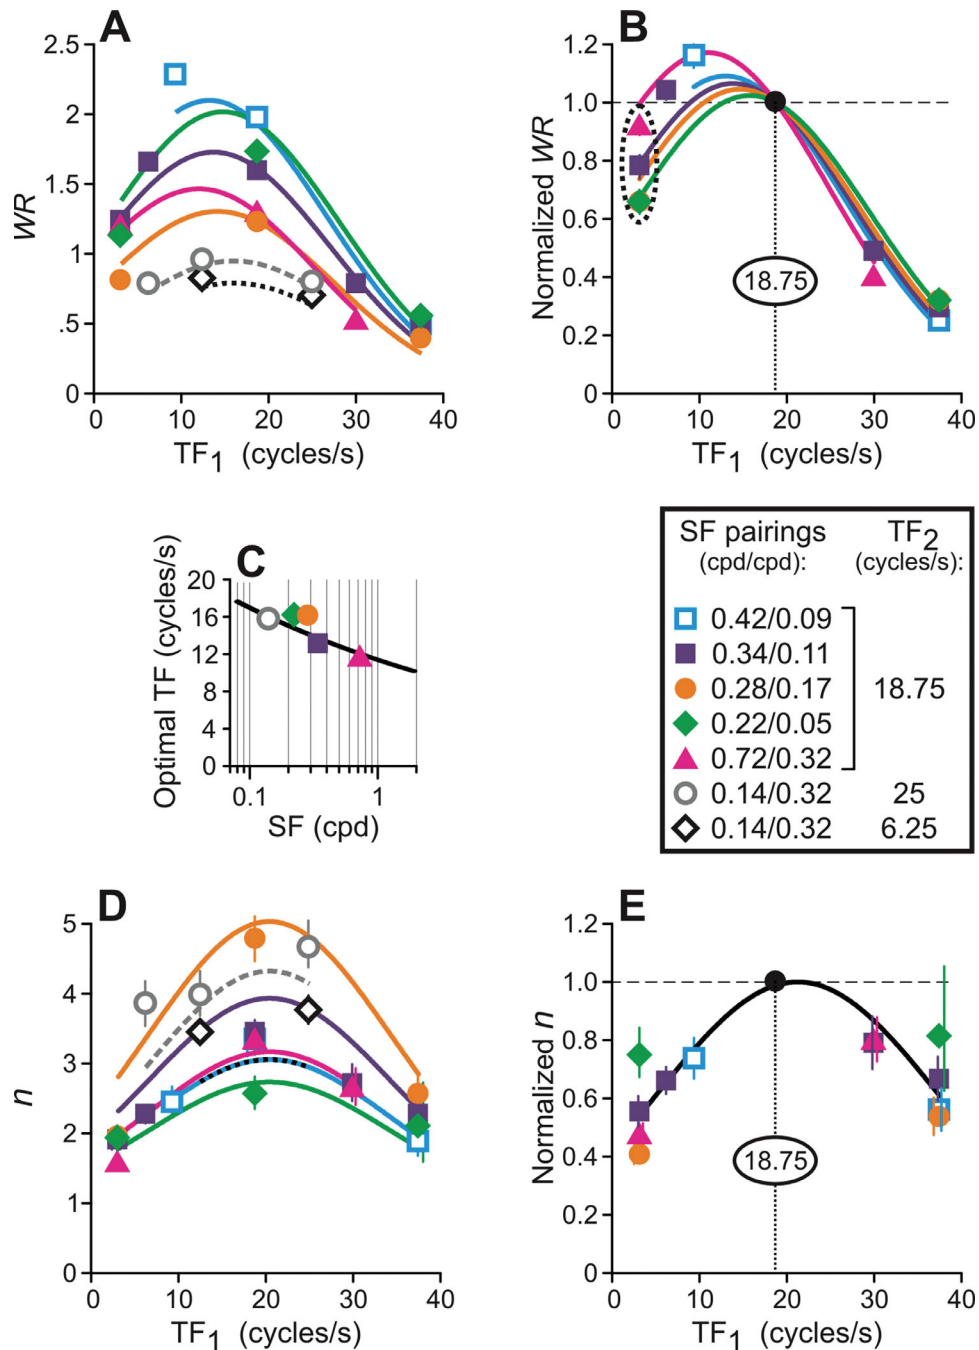 A
2.5
2
1.5
1
.5
0
WR
0 10 20 30 40
TF1 (cycles/s)
B
1.2
1.0
0.8
0.6
0.4
0.2
0
Normalized WR
18.75
0 10 20 30 40
TF1 (cycles/s)
C
20
16
12
8
4
0
Optimal TF (cycles/s)
0.1 1
SF (cpd)
SF pairings TF2
(cpd/cpd): (cycles/s):
0.42/0.09
0.34/0.11
0.28/0.17 18.75
0.22/0.05
0.72/0.32
0.14/0.32 25
0.14/0.32 6.25
D
5
4
3
2
1
0
n
0 10 20 30 40
TF1 (cycles/s)
E
1.2
1.0
0.8
0.6
0.4
0.2
0
Normalized n
18.75
0 10 20 30 40
TF1 (cycles/s)